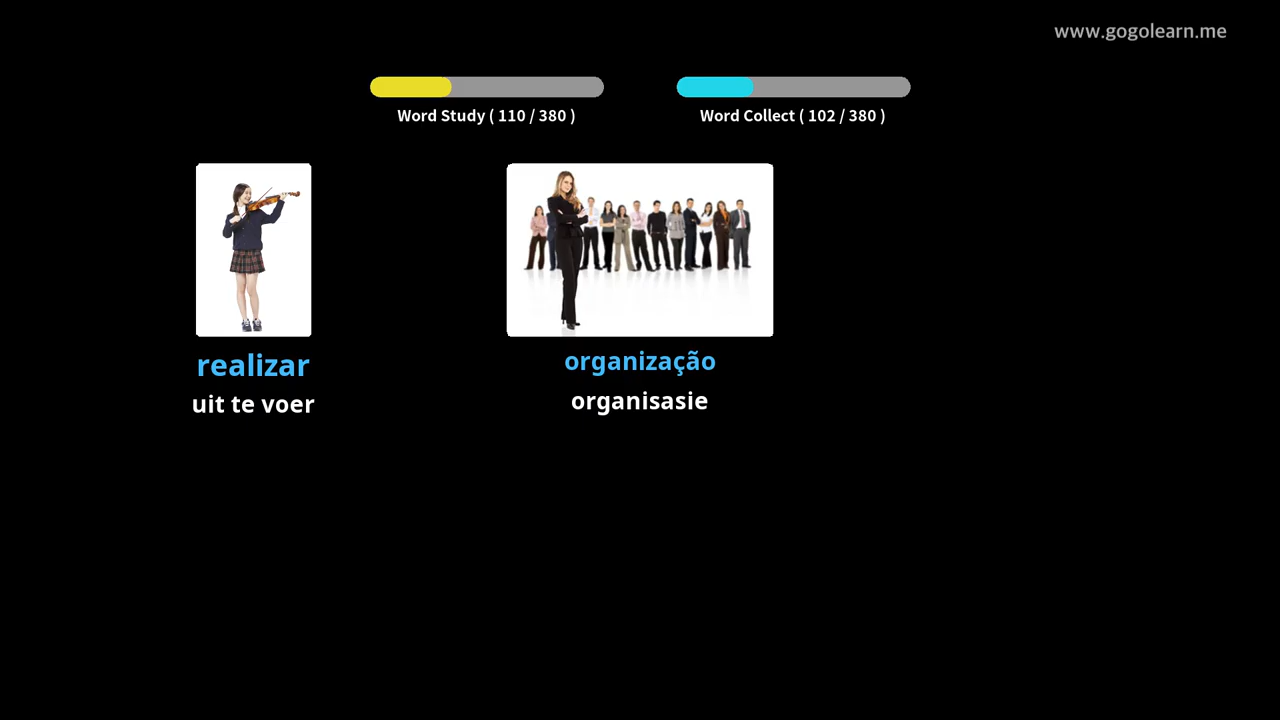 www.gogolearn.me
Word Study ( 110 / 380 )
Word Collect ( 102 / 380 )
realizar
uit te voer
organização
organisasie